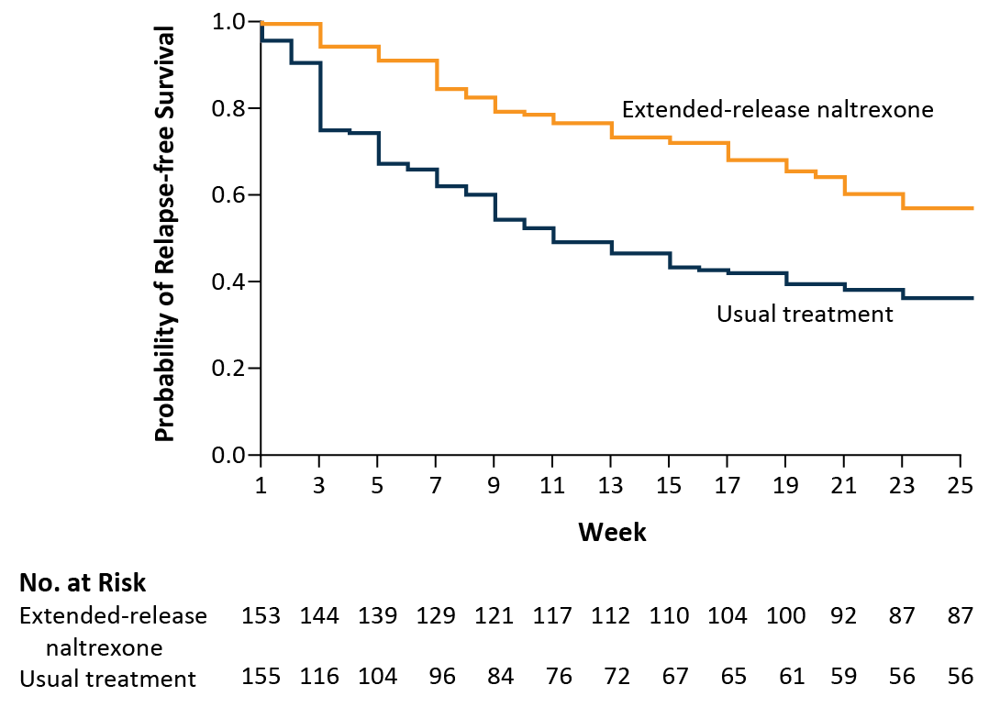 Probability of Relapse-free Survival
1.0
0.8
0.6
0.4
0.2
0.0
Extended-release naltrexone
Usual treatment
1 3 5 7 9 11 13 15 17 19 21 23 25
Week
No. at Risk
Extended-release 153 144 139 129 121 117 112 110 104 100 92 87 87
naltrexone
Usual treatment 155 116 104 96 84 76 72 67 65 61 59 56 56